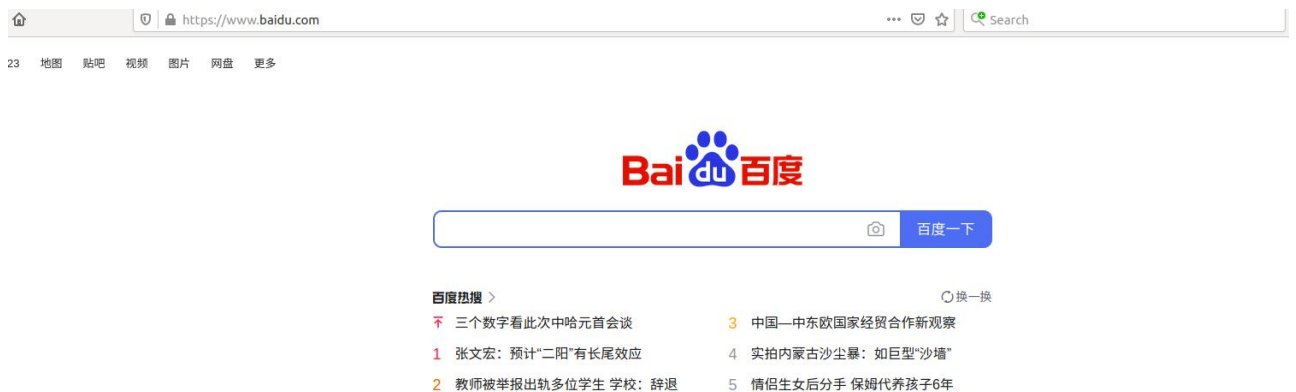 https://www.baidu.com ••• Search
23 地图 贴吧 视频 图片 网盘 更多
Bai du 百度
百度一下
百度热搜 换一换
三个数字看此次中哈元首会谈
3 中国—中东欧国家经贸合作新观察
1 张文宏：预计“二阳”有长尾效应
4 实拍内蒙古沙尘暴：如巨型“沙墙”
2 教师被举报出轨多位学生 学校：辞退
5 情侣生女后分手 保姆代养孩子6年